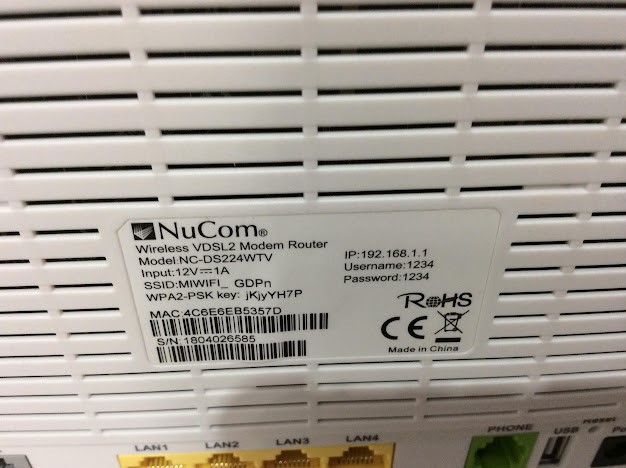 NuCom®
Wireless VDSL2 Modem Router
Model:NC-DS224WTV
Input:12V⎓1A
SSID:MIWIFI_ GDPn
WPA2-PSK key: jKjyYH7P
MAC:4C6E6EB5357D
S/N:1804026585
IP:192.168.1.1
Username:1234
Password:1234
RoHS
CE
Made in China
LAN1 LAN2 LAN3 LAN4 PHONE USB Reset